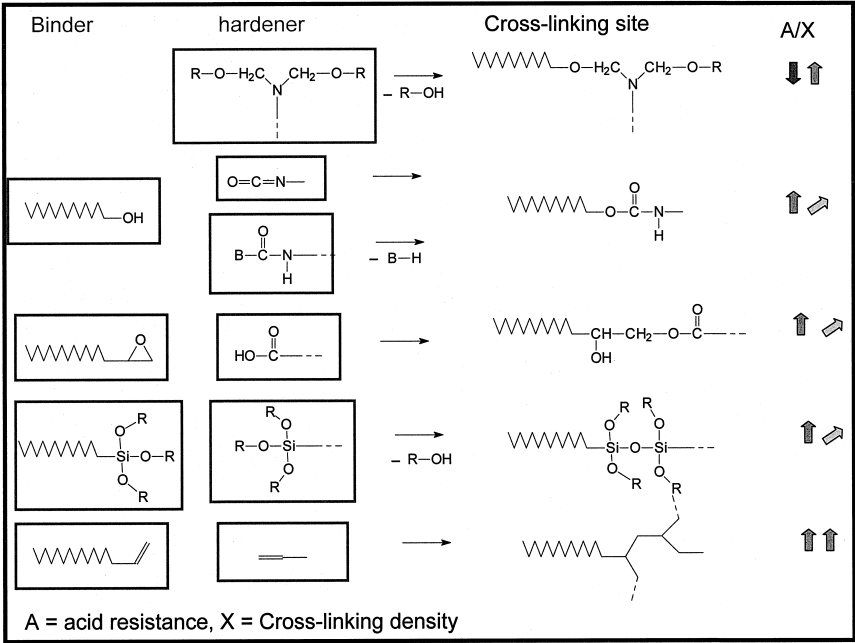 Binder hardener Cross-linking site A/X
R–O–H₂C CH₂–O–R
N
– R–OH
O–H₂C CH₂–O–R
N
O=C=N
OH
O
B–C–N
H
– B–H
O
O–C–N
H
O
O
HO–C
O
CH–CH₂–O–C
OH
R
O
Si–O–R
O
R
R
O
R–O–Si
O
R
– R–OH
R R
O O
Si–O–Si
O O
R R
A = acid resistance, X = Cross-linking density